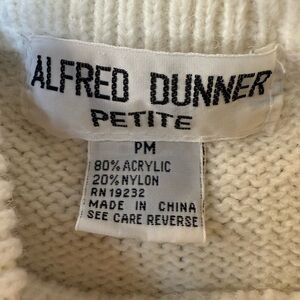 ALFRED DUNNER
PETITE
PM
80% ACRYLIC
20% NYLON
RN 19232
MADE IN CHINA
SEE CARE REVERSE